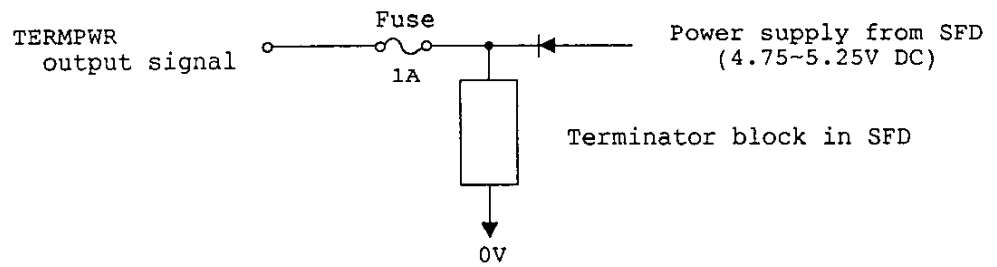 Fuse
TERMPWR
output signal
1A
Power supply from SFD
(4.75~5.25V DC)
Terminator block in SFD
0V